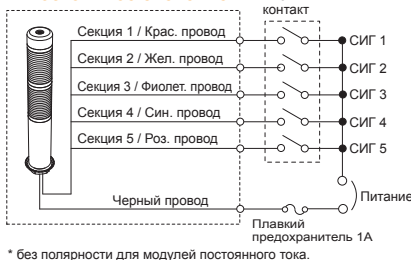 контакт
Секция 1 / Крас. провод
СИГ 1
Секция 2 / Жел. провод
СИГ 2
Секция 3 / Фиолет. провод
СИГ 3
Секция 4 / Син. провод
СИГ 4
Секция 5 / Роз. провод
СИГ 5
Черный провод
Питание
Плавкий
предохранитель 1А
* без полярности для модулей постоянного тока.